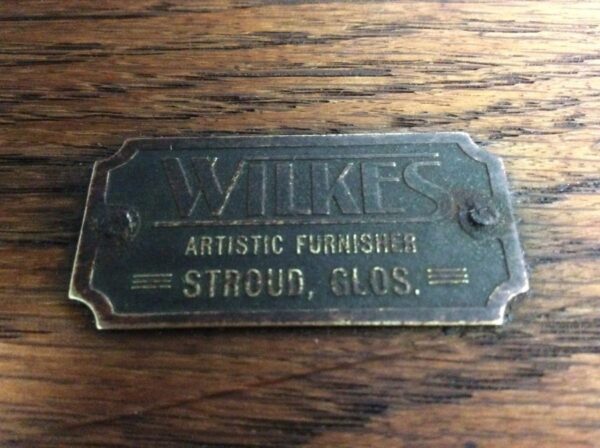 WILKES
ARTISTIC FURNISHER
STROUD, GLOS.